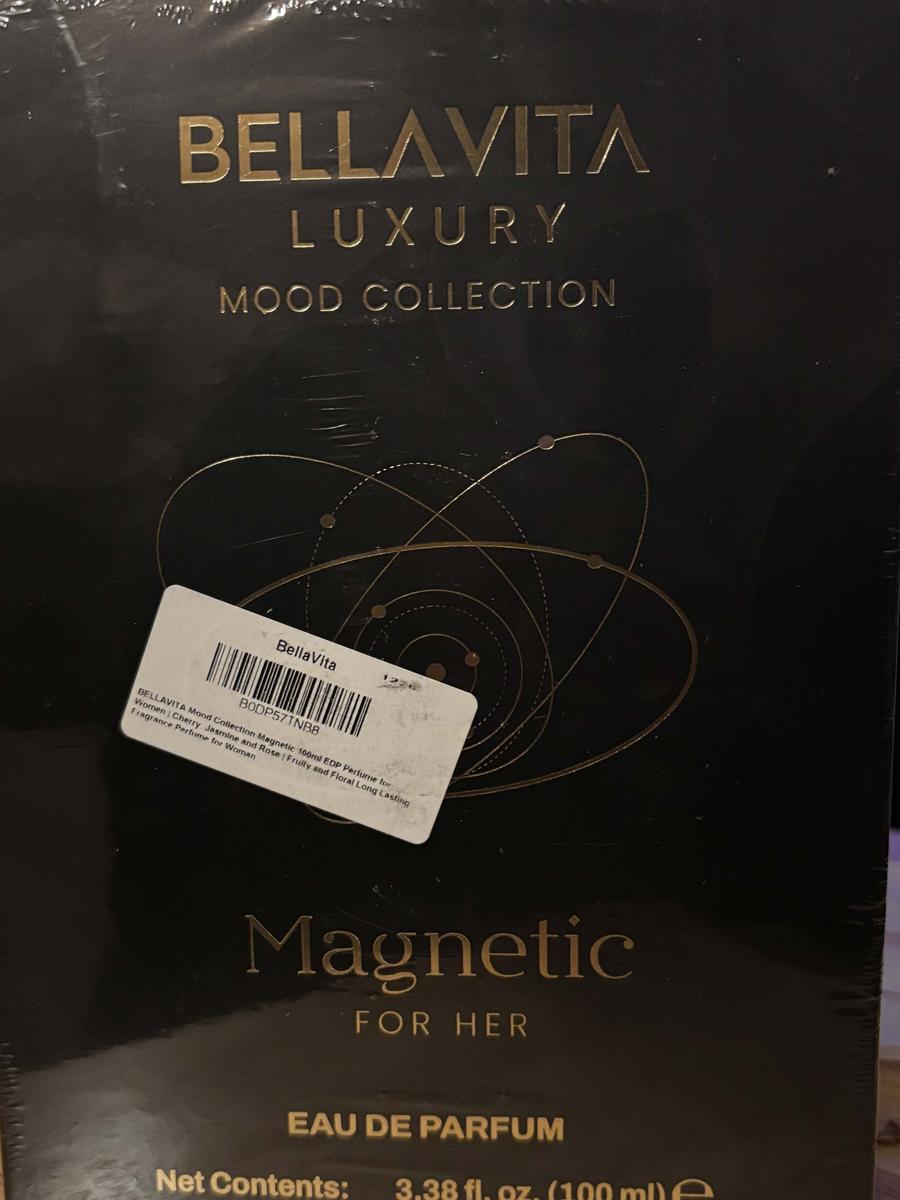 BELLAVITA
LUXURY
MOOD COLLECTION
BellaVita
B0DP57TNB8
BELLAVITA Mood Collection Magnetic 100ml EDP Perfume for
Women | Cherry, Jasmine and Rose | Fruity and Floral Long Lasting
Fragrance Perfume for Woman
Magnetic
FOR HER
EAU DE PARFUM
Net Contents: 3.38 fl. oz. (100 ml) ℮